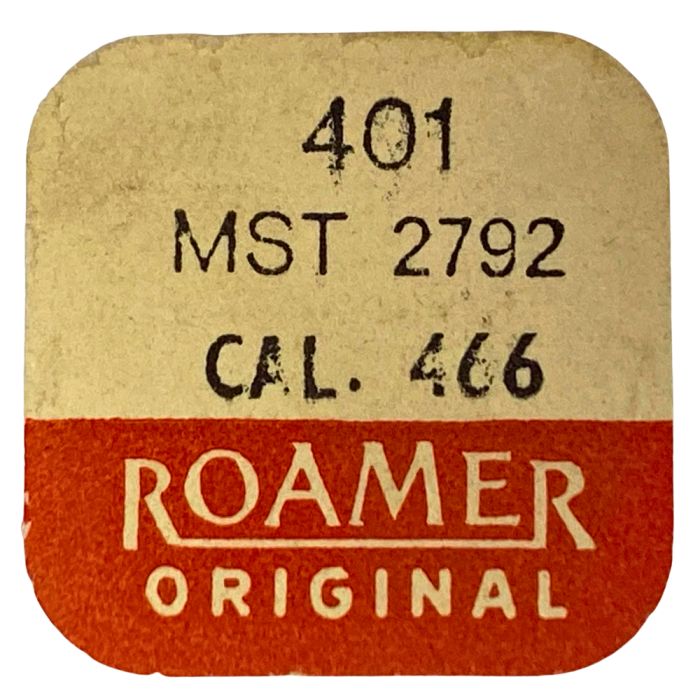 401
MST 2792
CAL. 466
ROAMER
ORIGINAL